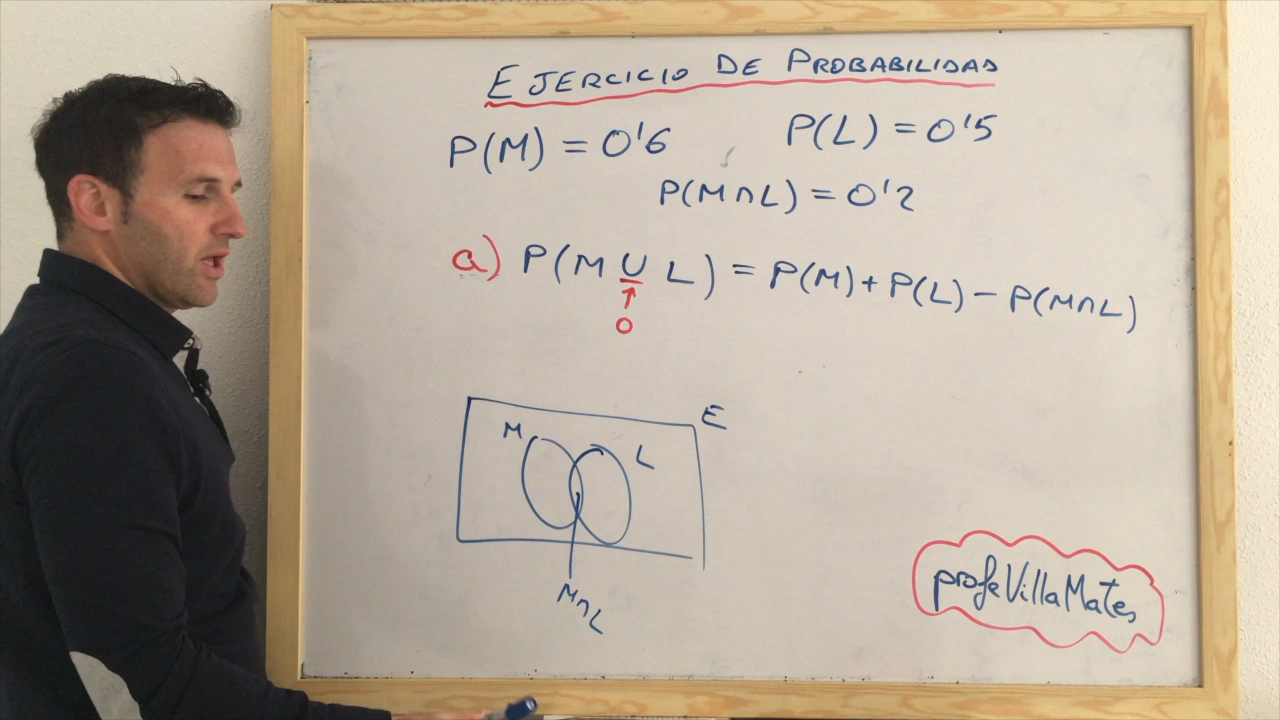 EJERCICIO DE PROBABILIDAD
P(M) = 0'6
P(L) = 0'5
P(M∩L) = 0'2
a) P(M U L) = P(M) + P(L) - P(M∩L)
O
E
M
L
M∩L
profeVillaMates